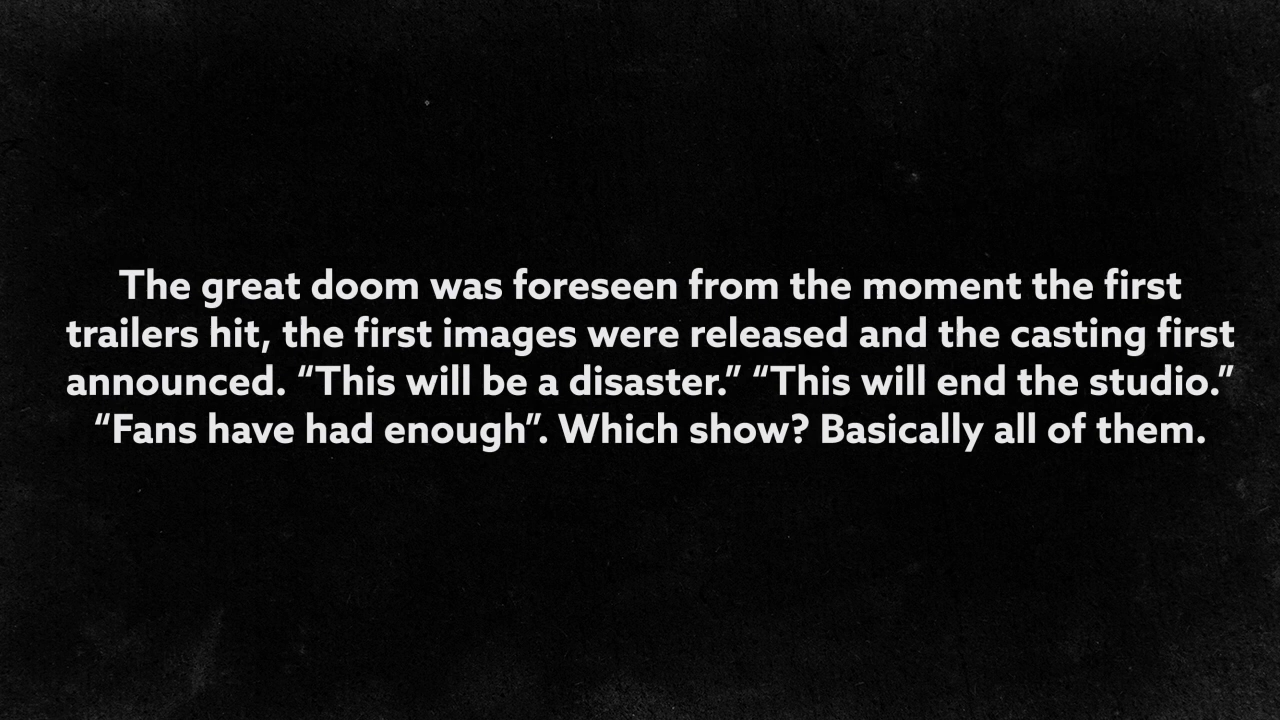 The great doom was foreseen from the moment the first
trailers hit, the first images were released and the casting first
announced. “This will be a disaster.” “This will end the studio.”
“Fans have had enough”. Which show? Basically all of them.